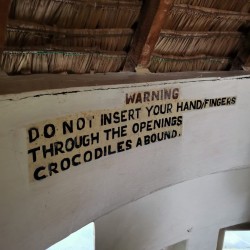 WARNING
DO NOT INSERT YOUR HAND/FINGERS
THROUGH THE OPENINGS
CROCODILES ABOUND.